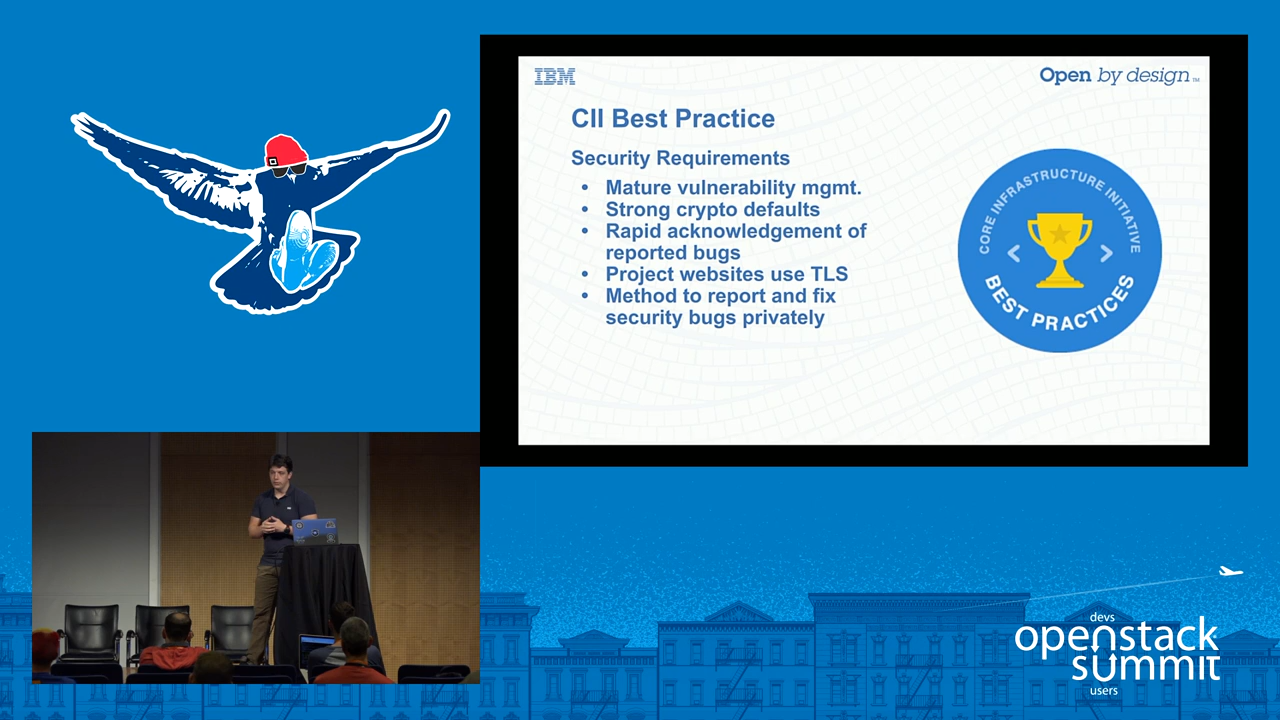 IBM
Open by design TM
CII Best Practice
Security Requirements
• Mature vulnerability mgmt.
• Strong crypto defaults
• Rapid acknowledgement of
reported bugs
• Project websites use TLS
• Method to report and fix
security bugs privately
CORE INFRASTRUCTURE INITIATIVE
BEST PRACTICES
devs
openstack
summit
users